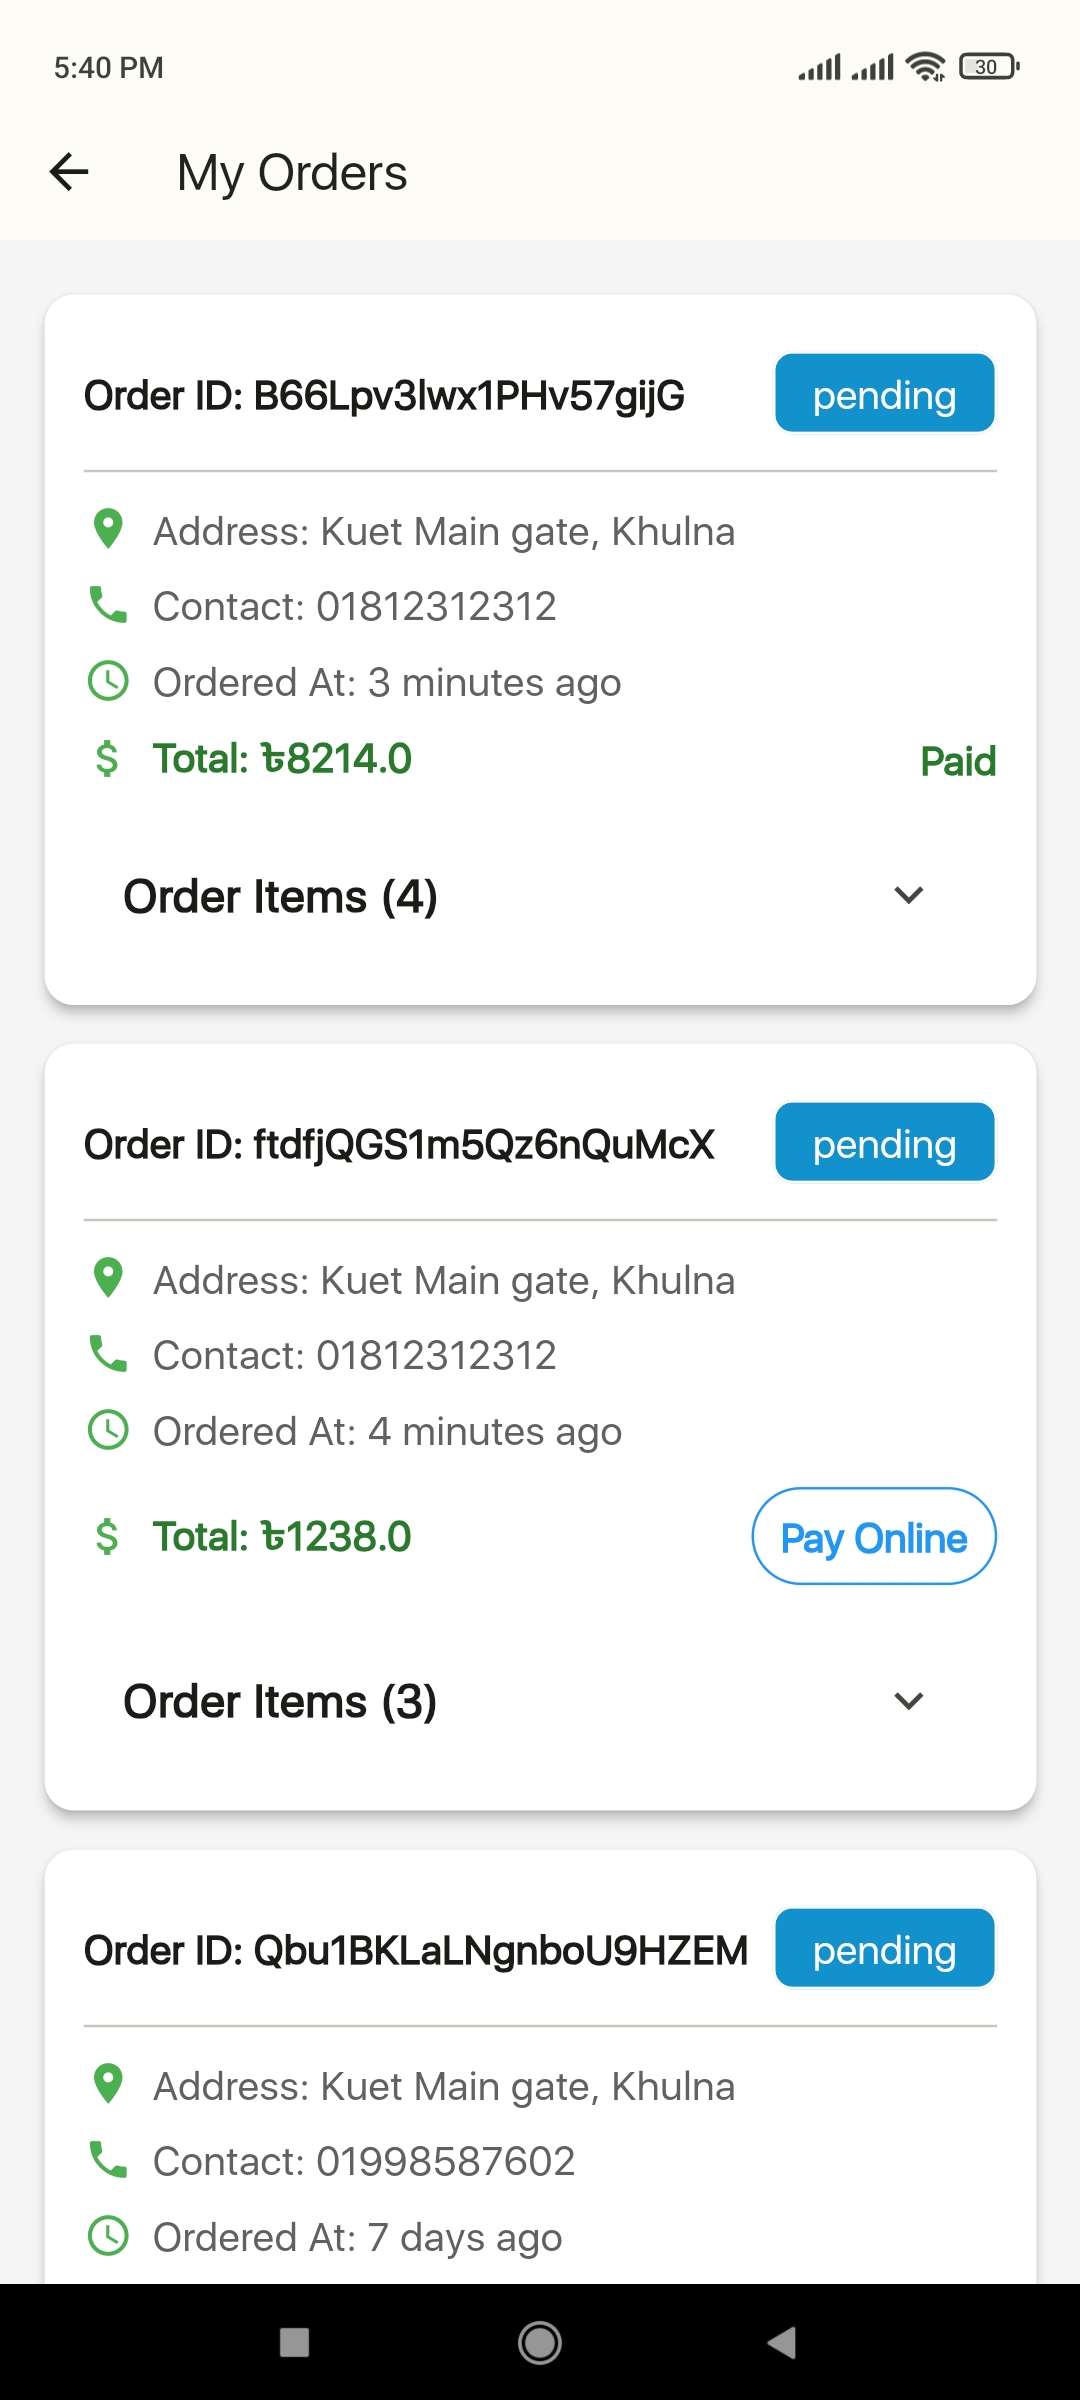 5:40 PM
30
My Orders
Order ID: B66Lpv3lwx1PHv57gijG
pending
Address: Kuet Main gate, Khulna
Contact: 01812312312
Ordered At: 3 minutes ago
$ Total: ৳8214.0
Paid
Order Items (4)
Order ID: ftdfjQGS1m5Qz6nQuMcX
pending
Address: Kuet Main gate, Khulna
Contact: 01812312312
Ordered At: 4 minutes ago
$ Total: ৳1238.0
Pay Online
Order Items (3)
Order ID: Qbu1BKLaLNgnboU9HZEM
pending
Address: Kuet Main gate, Khulna
Contact: 01998587602
Ordered At: 7 days ago